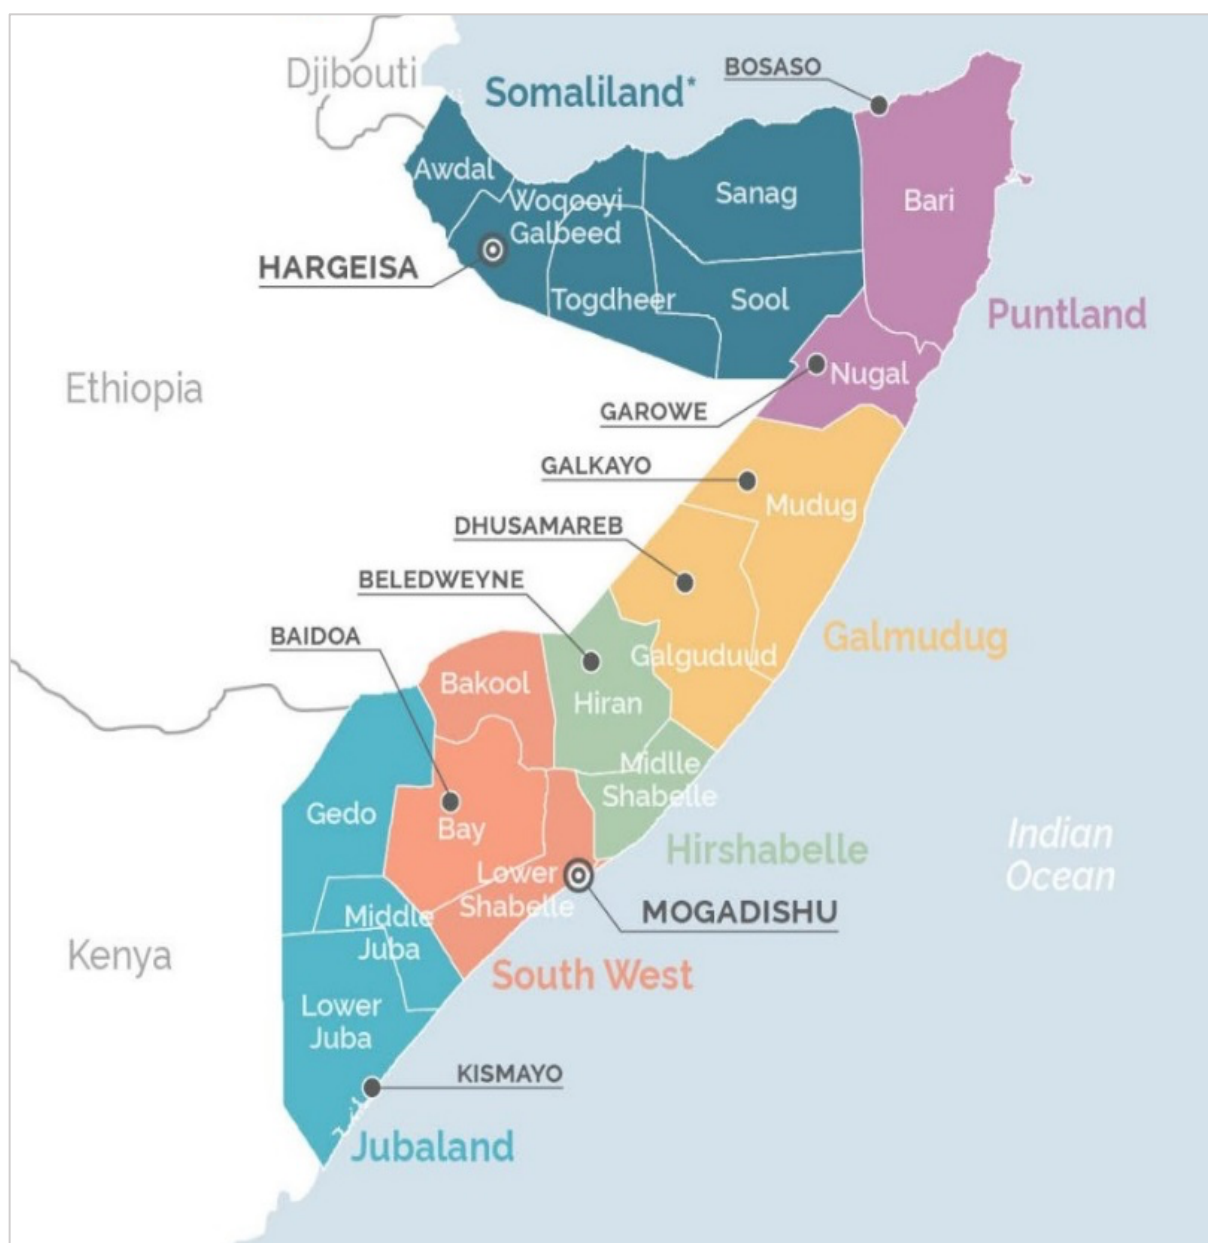 Djibouti
Somaliland*
BOSASO
Awdal
Woqooyi
Galbeed
Sanag
Bari
HARGEISA
Togdheer
Sool
Puntland
Ethiopia
Nugal
GAROWE
GALKAYO
Mudug
DHUSAMAREB
BELEDWEYNE
BAIDOA
Galguduud
Galmudug
Bakool
Hiran
Midlle
Shabelle
Gedo
Bay
Hirshabelle
Indian
Ocean
Lower
Shabelle
MOGADISHU
Middle
Juba
Kenya
South West
Lower
Juba
KISMAYO
Jubaland